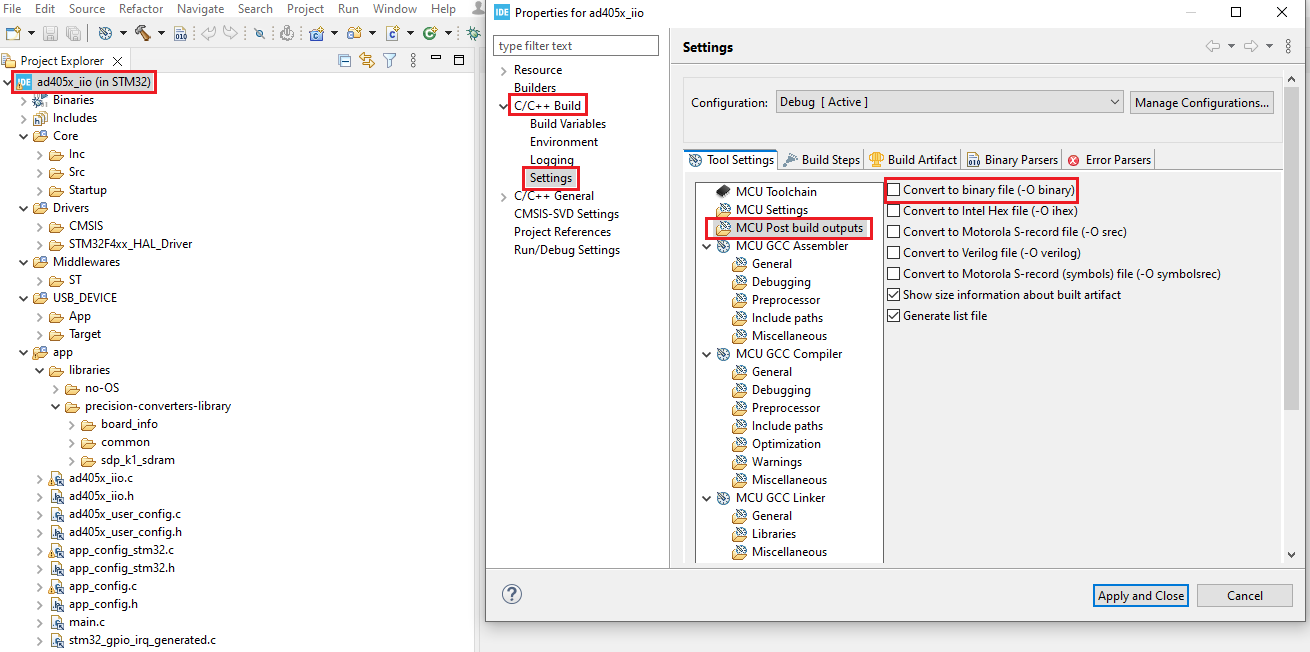 File Edit Source Refactor Navigate Search Project Run Window Help
Project Explorer
ad405x_iio (in STM32)
Binaries
Includes
Core
Inc
Src
Startup
Drivers
CMSIS
STM32F4xx_HAL_Driver
Middlewares
ST
USB_DEVICE
App
Target
app
libraries
no-OS
precision-converters-library
board_info
common
sdp_k1_sdram
ad405x_iio.c
ad405x_iio.h
ad405x_user_config.c
ad405x_user_config.h
app_config_stm32.c
app_config_stm32.h
app_config.c
app_config.h
main.c
stm32_gpio_irq_generated.c
IDE Properties for ad405x_iio
type filter text
Resource
Builders
C/C++ Build
Build Variables
Environment
Logging
Settings
C/C++ General
CMSIS-SVD Settings
Project References
Run/Debug Settings
Settings
Configuration: Debug [ Active ] Manage Configurations...
Tool Settings Build Steps Build Artifact Binary Parsers Error Parsers
MCU Toolchain
MCU Settings
MCU Post build outputs
MCU GCC Assembler
General
Debugging
Preprocessor
Include paths
Miscellaneous
MCU GCC Compiler
General
Debugging
Preprocessor
Include paths
Optimization
Warnings
Miscellaneous
MCU GCC Linker
General
Libraries
Miscellaneous
Convert to binary file (-O binary)
Convert to Intel Hex file (-O ihex)
Convert to Motorola S-record file (-O srec)
Convert to Verilog file (-O verilog)
Convert to Motorola S-record (symbols) file (-O symbolsrec)
Show size information about built artifact
Generate list file
Apply and Close Cancel